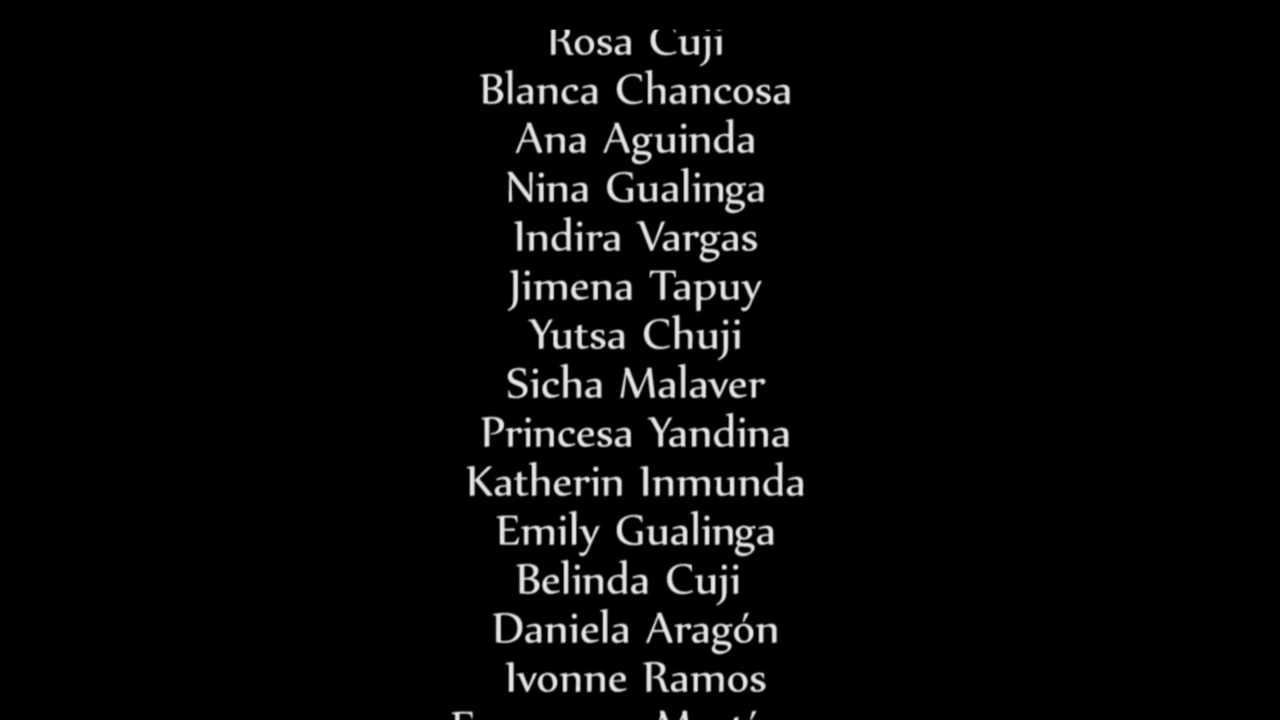 Rosa Cuji
Blanca Chancosa
Ana Aguinda
Nina Gualinga
Indira Vargas
Jimena Tapuy
Yutsa Chuji
Sicha Malaver
Princesa Yandina
Katherin Inmunda
Emily Gualinga
Belinda Cuji
Daniela Aragón
Ivonne Ramos